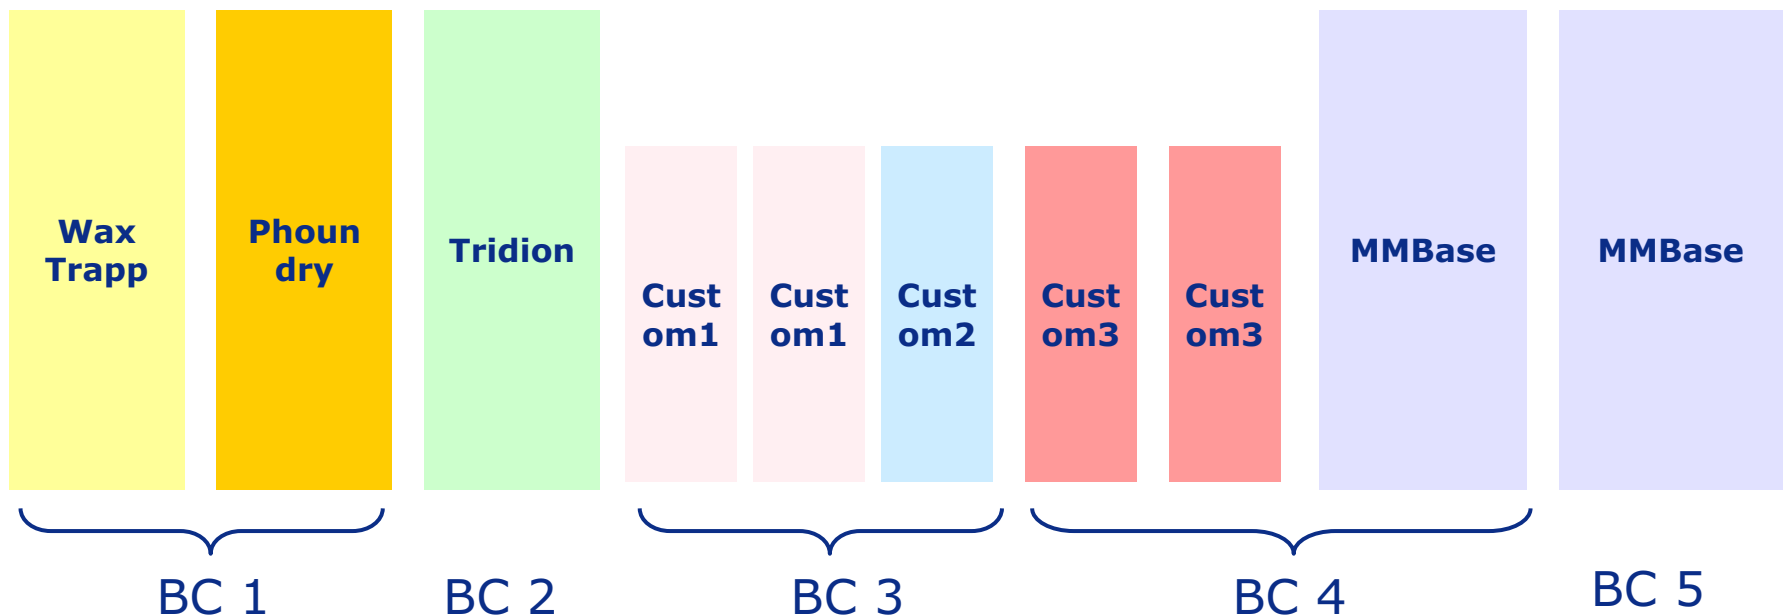 Wax
Trapp
Phoun
dry
Tridion
Cust
om1
Cust
om1
Cust
om2
Cust
om3
Cust
om3
MMBase
MMBase
BC 1
BC 2
BC 3
BC 4
BC 5